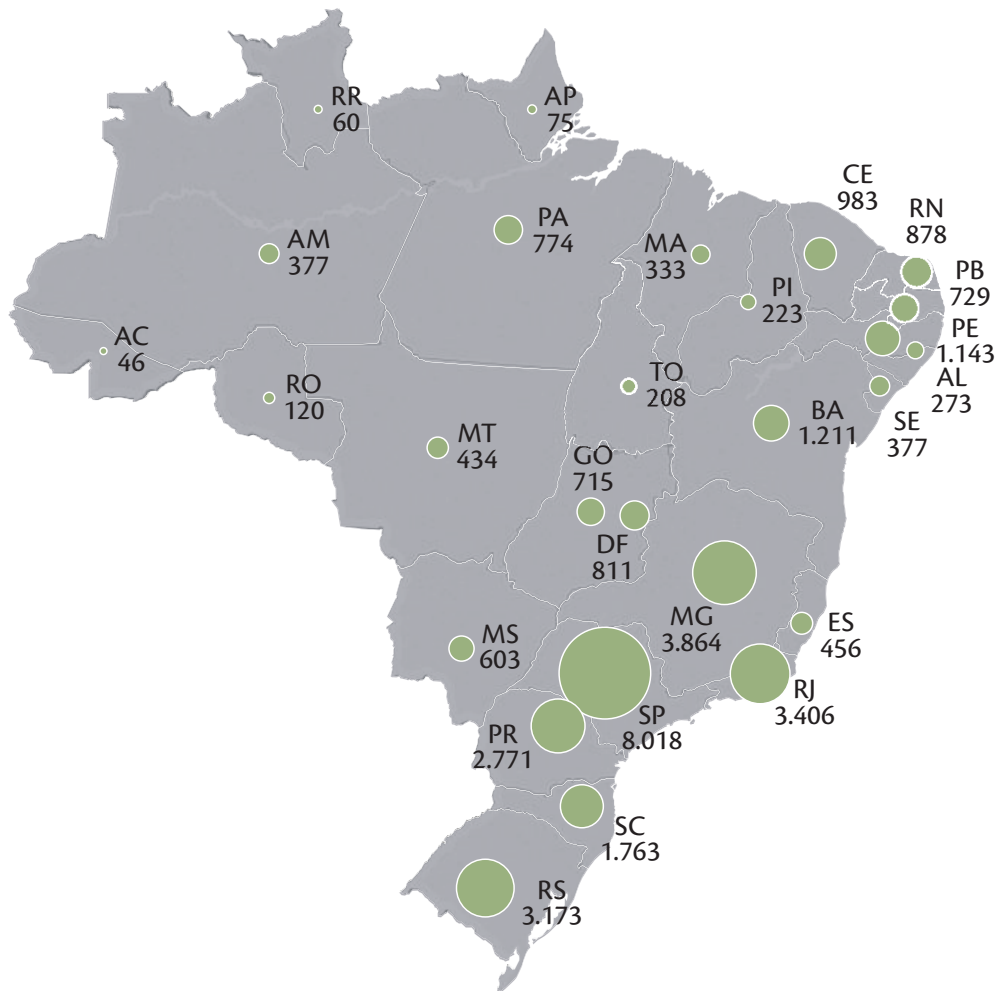 RR
60
AP
75
CE
983
RN
878
PA
774
AM
377
MA
333
PB
729
PI
223
PE
1.143
AC
46
TO
208
AL
273
RO
120
BA
1.211
SE
377
MT
434
GO
715
DF
811
MG
3.864
ES
456
MS
603
RJ
3.406
SP
8.018
PR
2.771
SC
1.763
RS
3.173